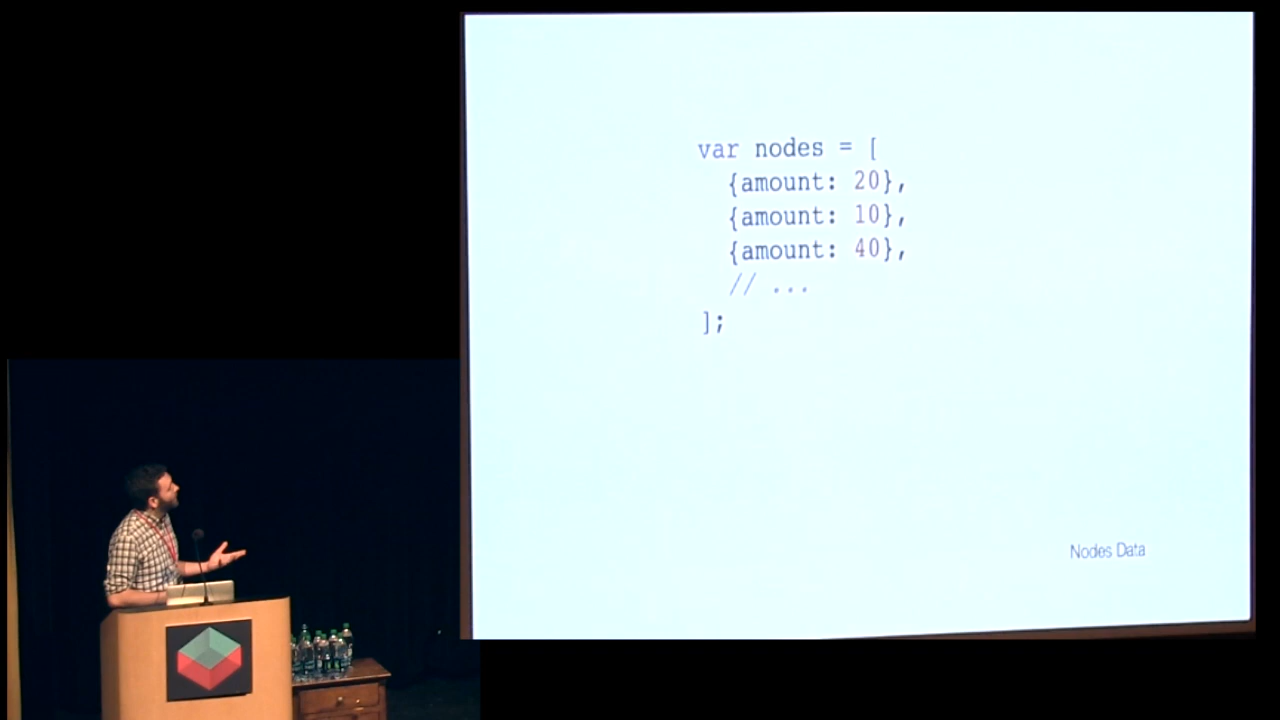 var nodes = [
{amount: 20},
{amount: 10},
{amount: 40},
// ...
];
Nodes Data